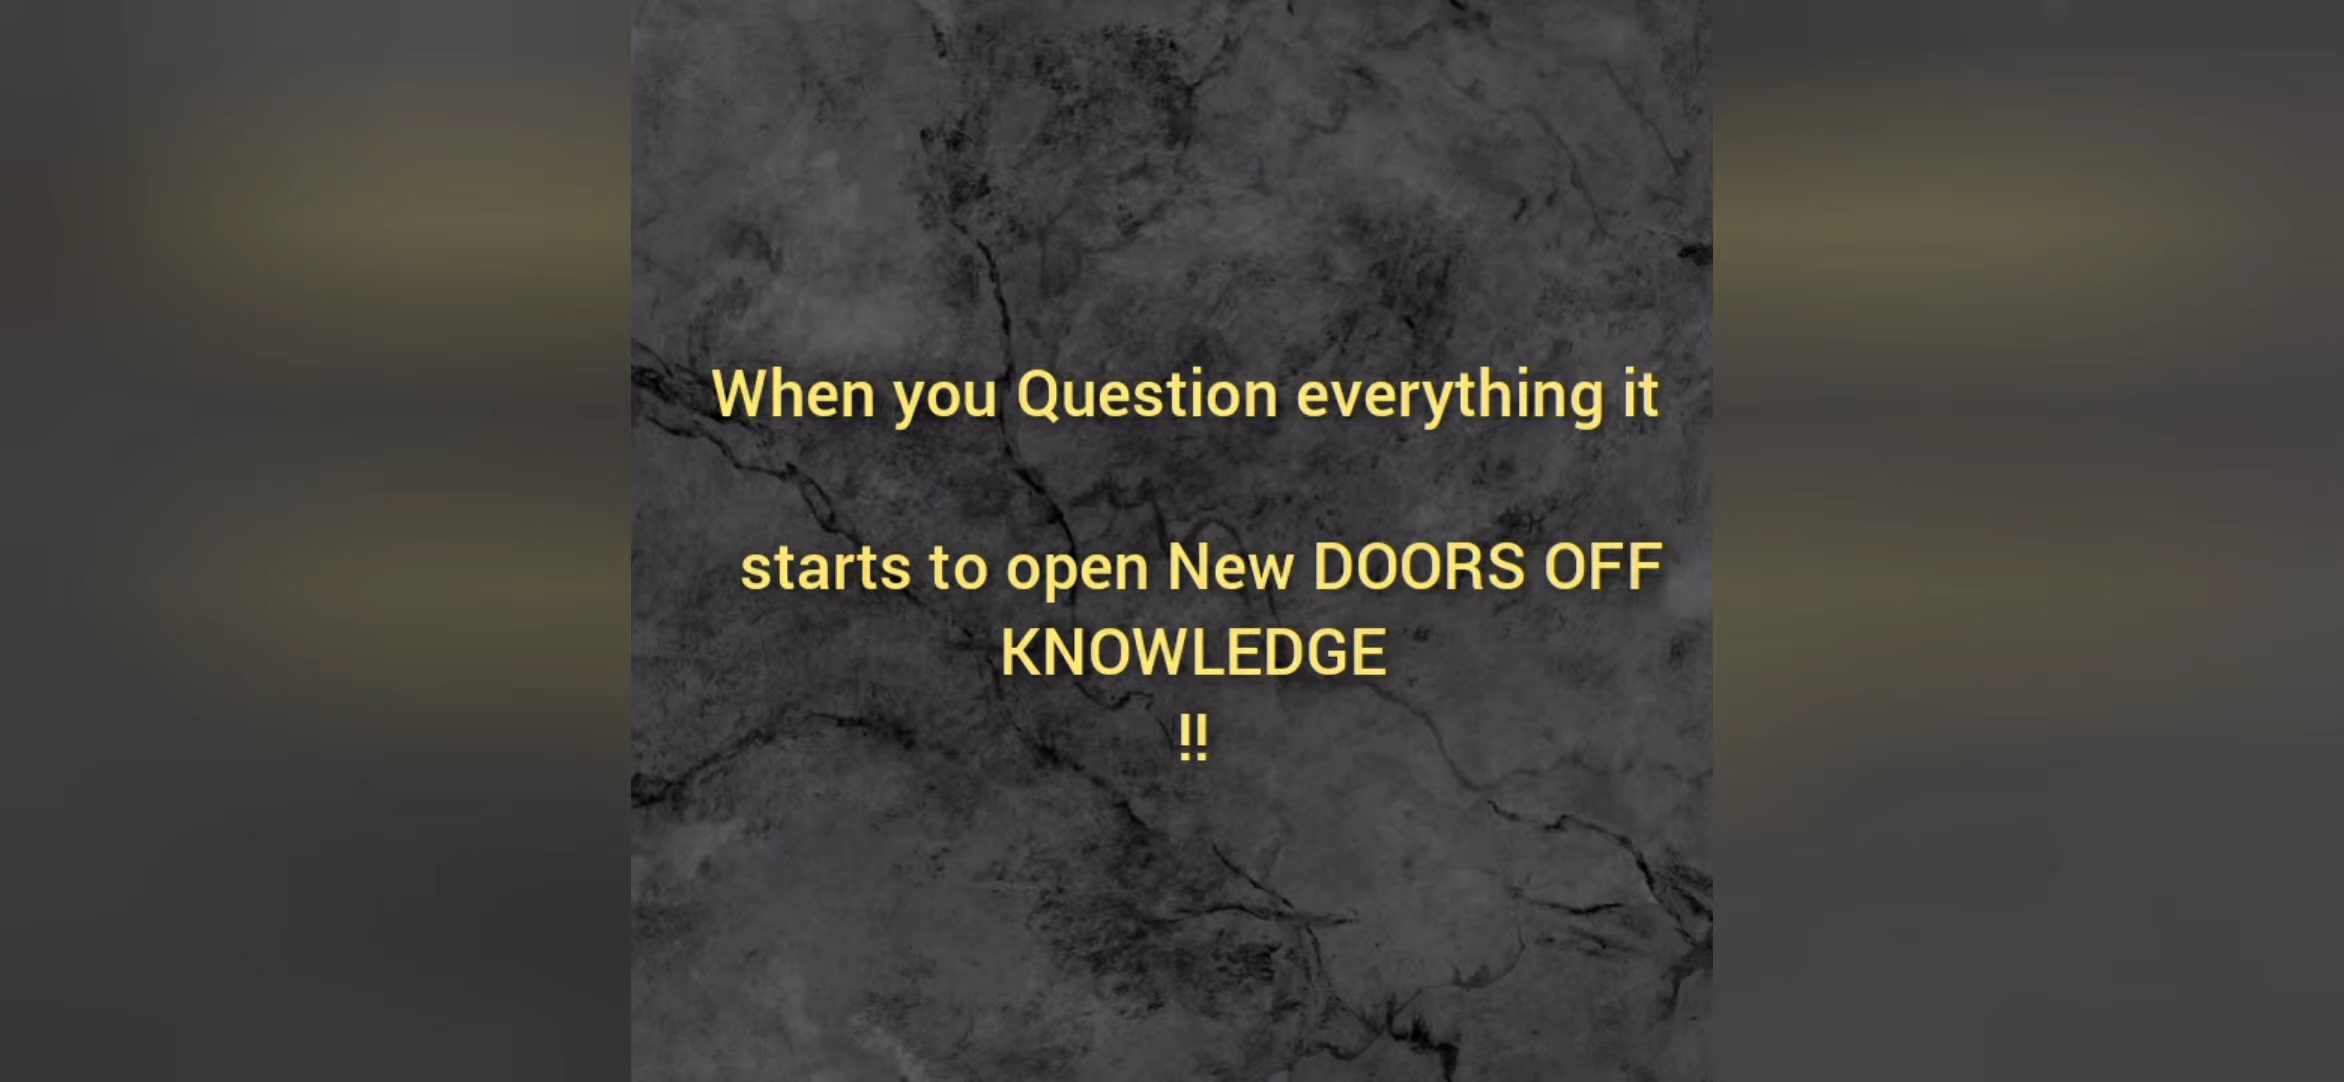 When you Question everything it
starts to open New DOORS OFF
KNOWLEDGE
!!